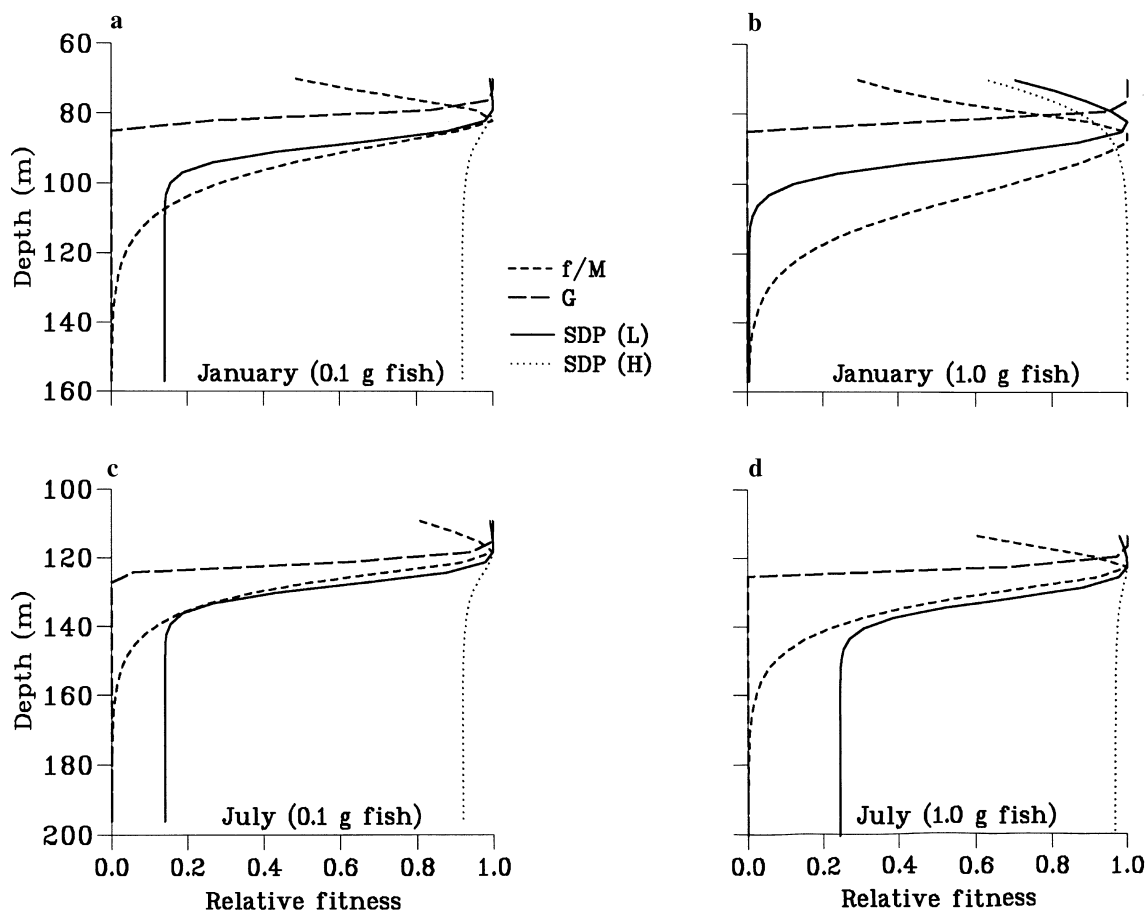 a
b
60
80
100
120
140
160
Depth (m)
f/M
G
SDP (L)
SDP (H)
January (0.1 g fish)
January (1.0 g fish)
c
d
100
120
140
160
180
200
Depth (m)
July (0.1 g fish)
July (1.0 g fish)
0.0 0.2 0.4 0.6 0.8 1.0
0.0 0.2 0.4 0.6 0.8 1.0
Relative fitness
Relative fitness